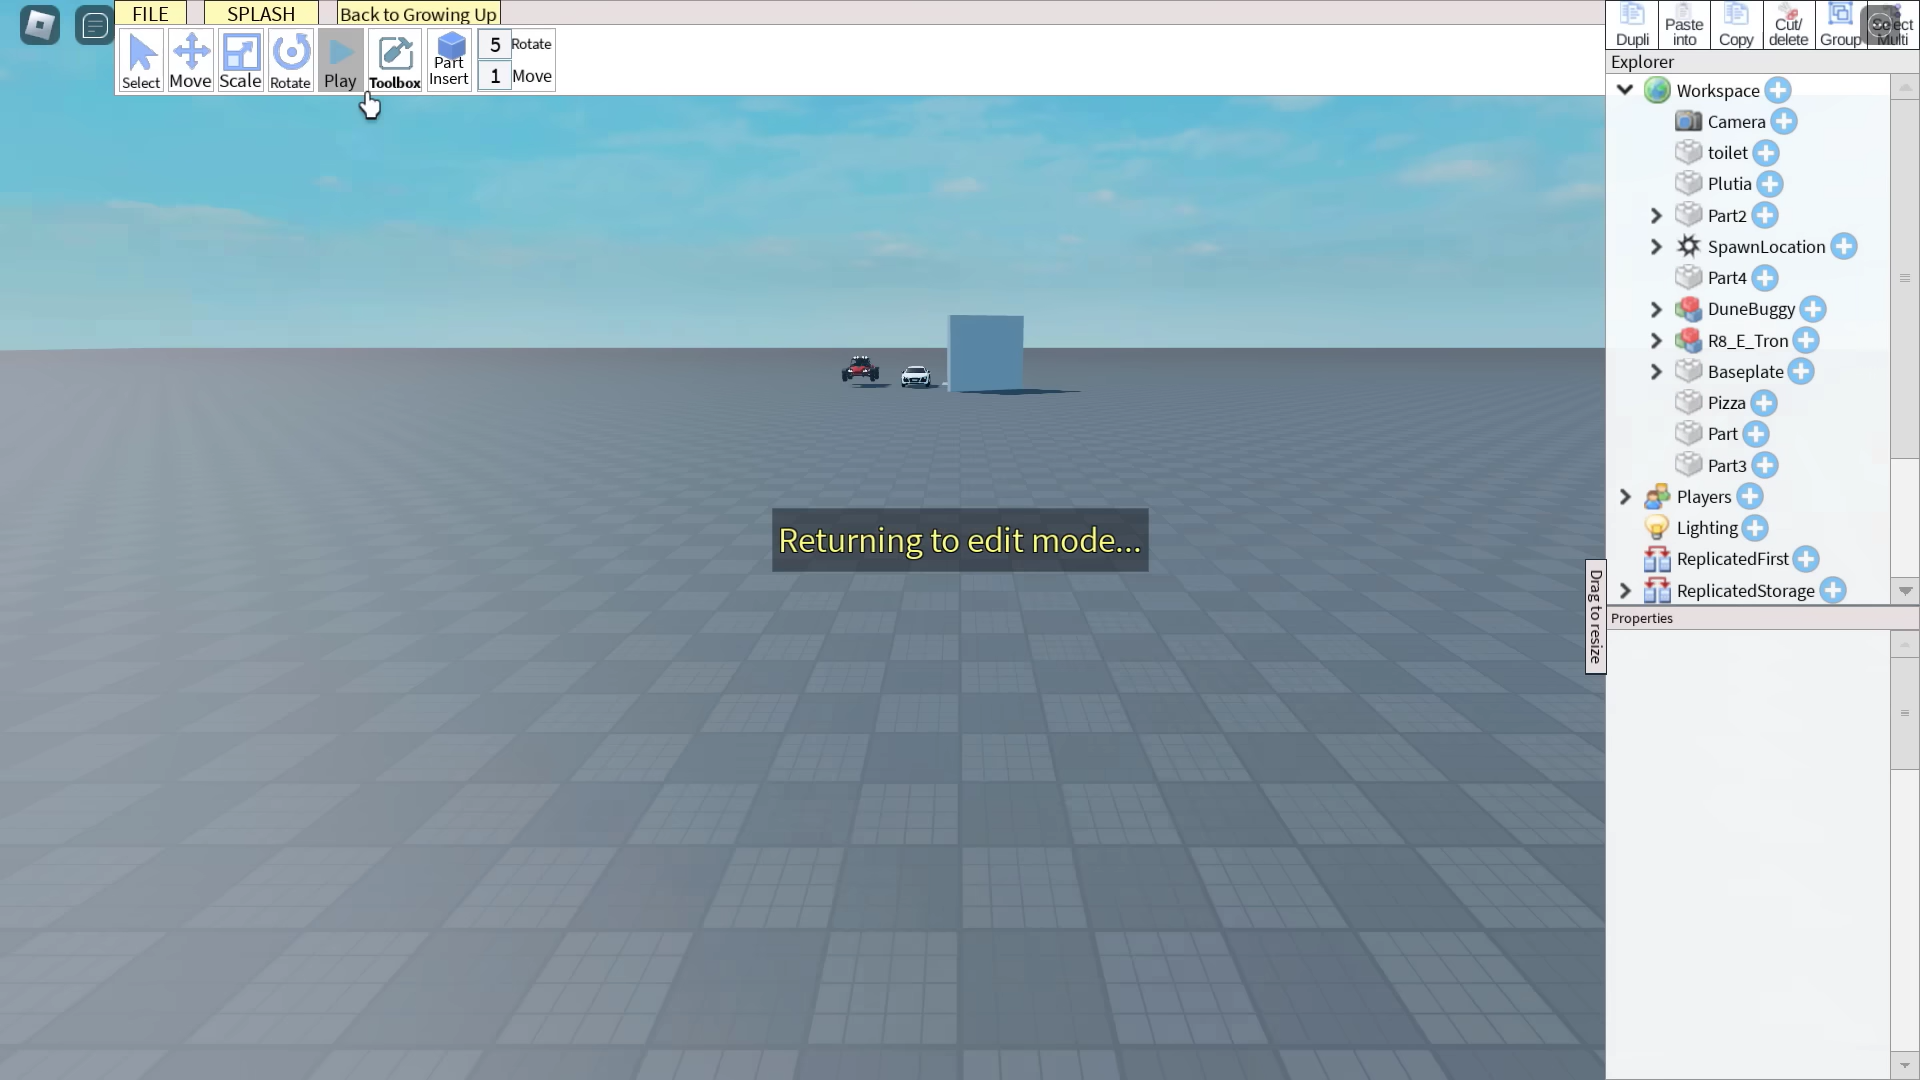 FILE
SPLASH
Back to Growing Up
Select
Move
Scale
Rotate
Play
Toolbox
Part
Insert
5 Rotate
1 Move
Dupli
Paste
into
Copy
Cut/
delete
Group
Select
Multi
Explorer
Workspace
Camera
toilet
Plutia
Part2
SpawnLocation
Part4
DuneBuggy
R8_E_Tron
Baseplate
Pizza
Part
Part3
Players
Lighting
ReplicatedFirst
ReplicatedStorage
Returning to edit mode...
Drag to resize
Properties